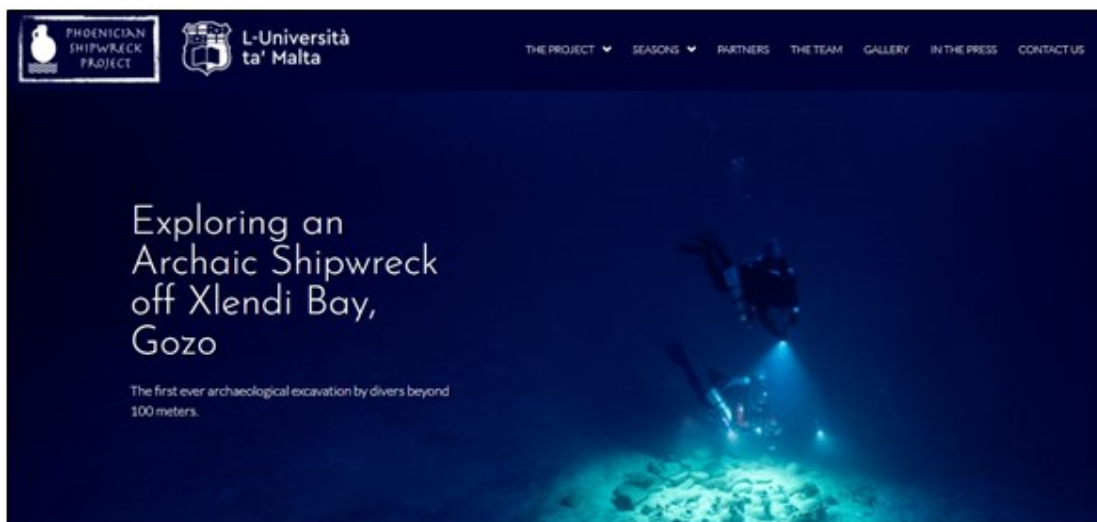 PHOENICIAN
SHIPWRECK
PROJECT
L-Università
ta' Malta
THE PROJECT
SEASONS
PARTNERS
THE TEAM
GALLERY
IN THE PRESS
CONTACT US
Exploring an
Archaic Shipwreck
off Xlendi Bay,
Gozo
The first ever archaeological excavation by divers beyond
100 meters.